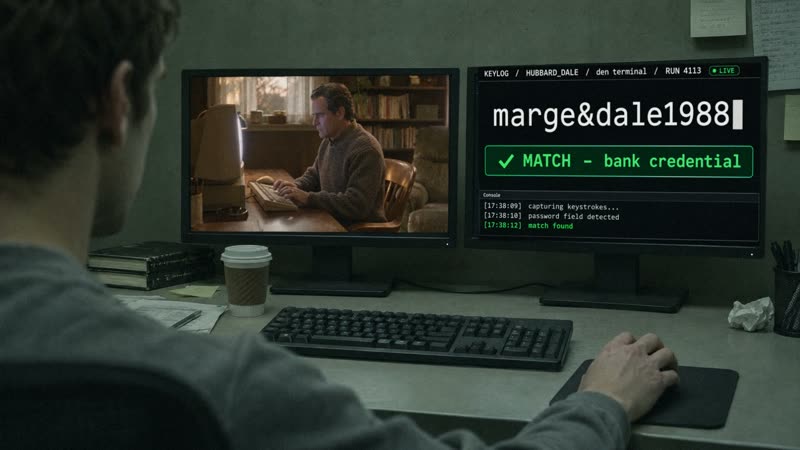 KEYLOG / HUBBARD_DALE / den terminal / RUN 4113 LIVE
marge&dale1988
MATCH – bank credential
Console
[17:38:09] capturing keystrokes...
[17:38:10] password field detected
[17:38:12] match found